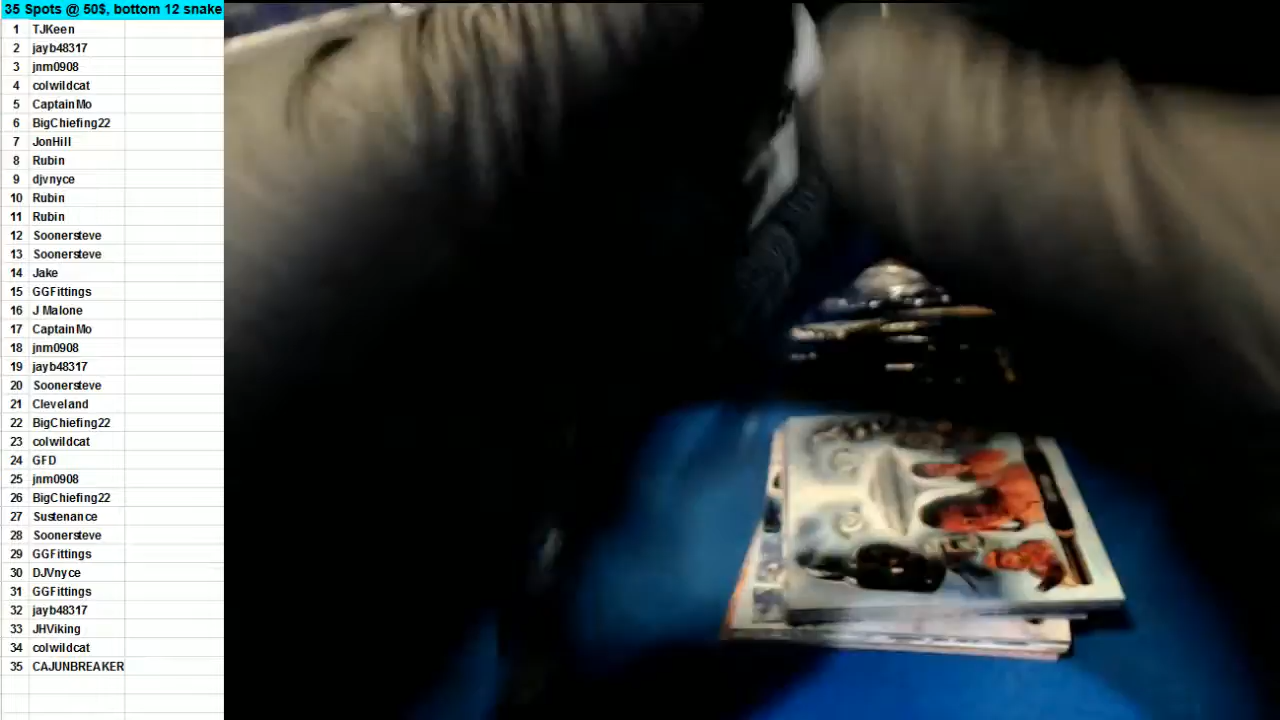 35 Spots @ 50$, bottom 12 snake
1 TJKeen
2 jayb48317
3 jnm0908
4 colwildcat
5 CaptainMo
6 BigChiefing22
7 JonHill
8 Rubin
9 djvnyce
10 Rubin
11 Rubin
12 Soonersteve
13 Soonersteve
14 Jake
15 GGFittings
16 J Malone
17 CaptainMo
18 jnm0908
19 jayb48317
20 Soonersteve
21 Cleveland
22 BigChiefing22
23 colwildcat
24 GFD
25 jnm0908
26 BigChiefing22
27 Sustenance
28 Soonersteve
29 GGFittings
30 DJVnyce
31 GGFittings
32 jayb48317
33 JHViking
34 colwildcat
35 CAJUNBREAKER